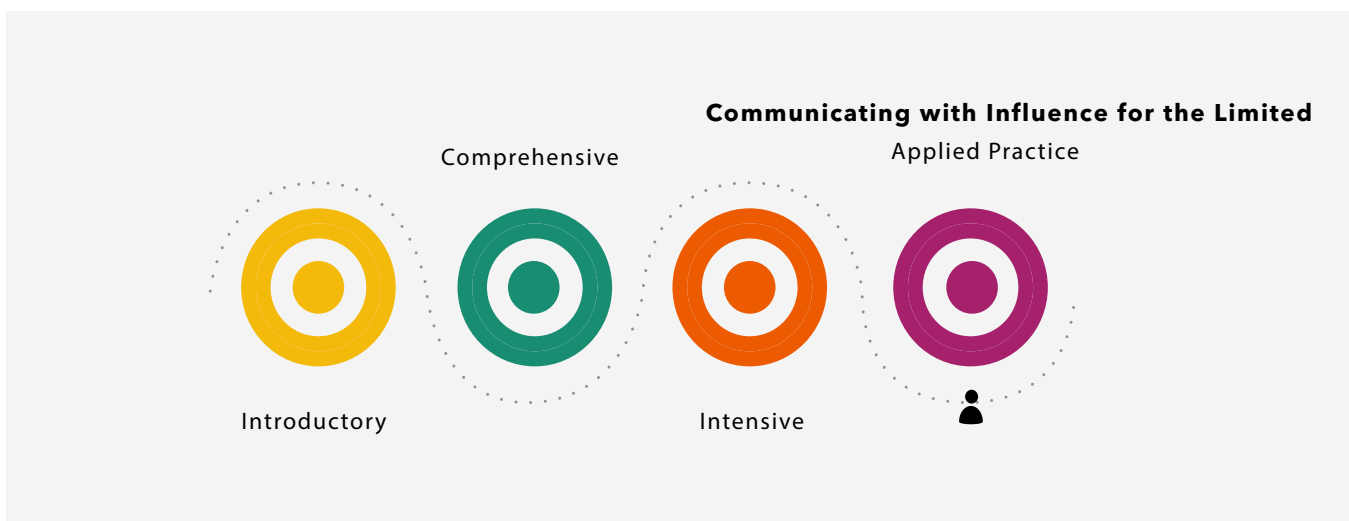 Communicating with Influence for the Limited
Applied Practice
Comprehensive
Introductory
Intensive